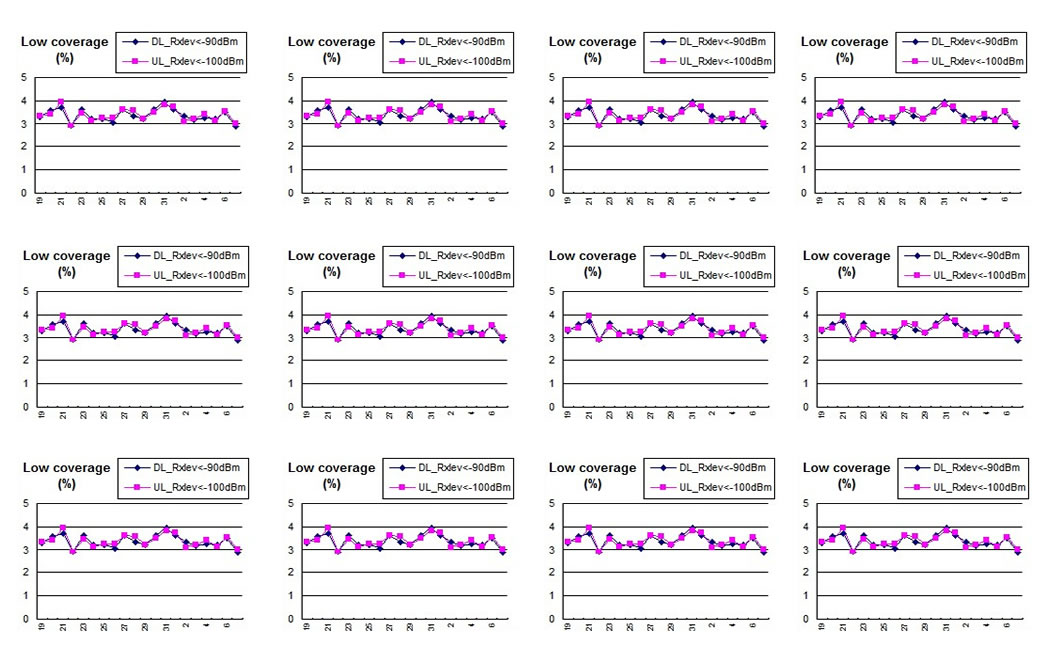 Low coverage (%) DL_Rxlev<-90dBm Low coverage (%) DL_Rxlev<-90dBm Low coverage (%) DL_Rxlev<-90dBm Low coverage (%) DL_Rxlev<-90dBm
UL_Rxlev<-100dBm UL_Rxlev<-100dBm UL_Rxlev<-100dBm UL_Rxlev<-100dBm
5 5 5 5
4 4 4 4
3 3 3 3
2 2 2 2
1 1 1 1
0 0 0 0
19 21 23 25 27 29 31 2 4 6 19 21 23 25 27 29 31 2 4 6 19 21 23 25 27 29 31 2 4 6 19 21 23 25 27 29 31 2 4 6
Low coverage (%) DL_Rxlev<-90dBm Low coverage (%) DL_Rxlev<-90dBm Low coverage (%) DL_Rxlev<-90dBm Low coverage (%) DL_Rxlev<-90dBm
UL_Rxlev<-100dBm UL_Rxlev<-100dBm UL_Rxlev<-100dBm UL_Rxlev<-100dBm
5 5 5 5
4 4 4 4
3 3 3 3
2 2 2 2
1 1 1 1
0 0 0 0
19 21 23 25 27 29 31 2 4 6 19 21 23 25 27 29 31 2 4 6 19 21 23 25 27 29 31 2 4 6 19 21 23 25 27 29 31 2 4 6
Low coverage (%) DL_Rxlev<-90dBm Low coverage (%) DL_Rxlev<-90dBm Low coverage (%) DL_Rxlev<-90dBm Low coverage (%) DL_Rxlev<-90dBm
UL_Rxlev<-100dBm UL_Rxlev<-100dBm UL_Rxlev<-100dBm UL_Rxlev<-100dBm
5 5 5 5
4 4 4 4
3 3 3 3
2 2 2 2
1 1 1 1
0 0 0 0
19 21 23 25 27 29 31 2 4 6 19 21 23 25 27 29 31 2 4 6 19 21 23 25 27 29 31 2 4 6 19 21 23 25 27 29 31 2 4 6